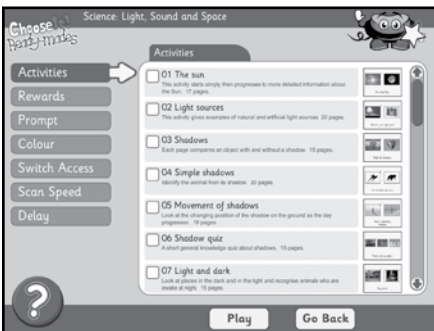 Science: Light, Sound and Space
Choose it!
Ready-mades
Activities
Activities
Rewards
Prompt
Colour
Switch Access
Scan Speed
Delay
01 The sun
This activity starts simply then progresses to more detailed information about
the Sun. 17 pages.
02 Light sources
This activity gives examples of natural and artificial light sources 20 pages.
03 Shadows
Each page compares an object with and without a shadow. 15 pages.
04 Simple shadows
Identify the animal from its shadow. 20 pages.
05 Movement of shadows
Look at the changing position of the shadow on the ground as the day
progresses. 18 pages.
06 Shadow quiz
A short general knowledge quiz about shadows. 15 pages.
07 Light and dark
Look at places in the dark and in the light and recognise animals who are
awake at night. 15 pages.
?
Play
Go Back